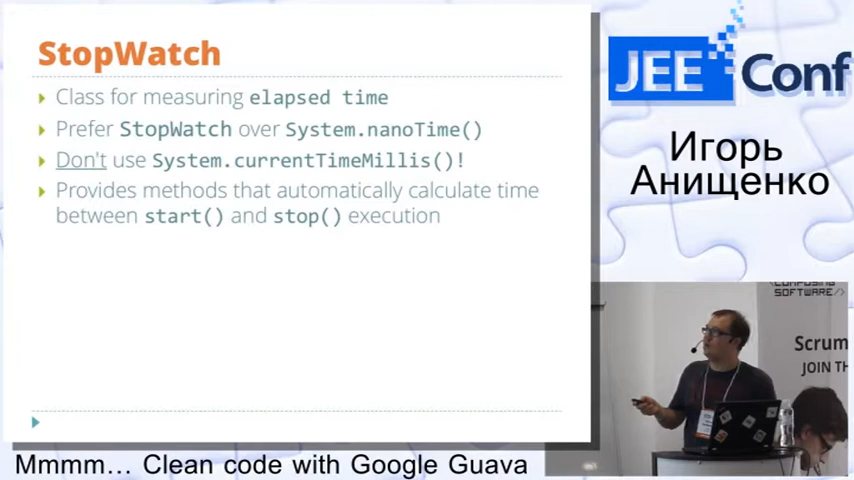 StopWatch
Class for measuring elapsed time
Prefer StopWatch over System.nanoTime()
Don't use System.currentTimeMillis()!
Provides methods that automatically calculate time
between start() and stop() execution
JEE Conf
Игорь
Анищенко
SOFTWARE/>
Scrum
JOIN TH
Mmmm... Clean code with Google Guava